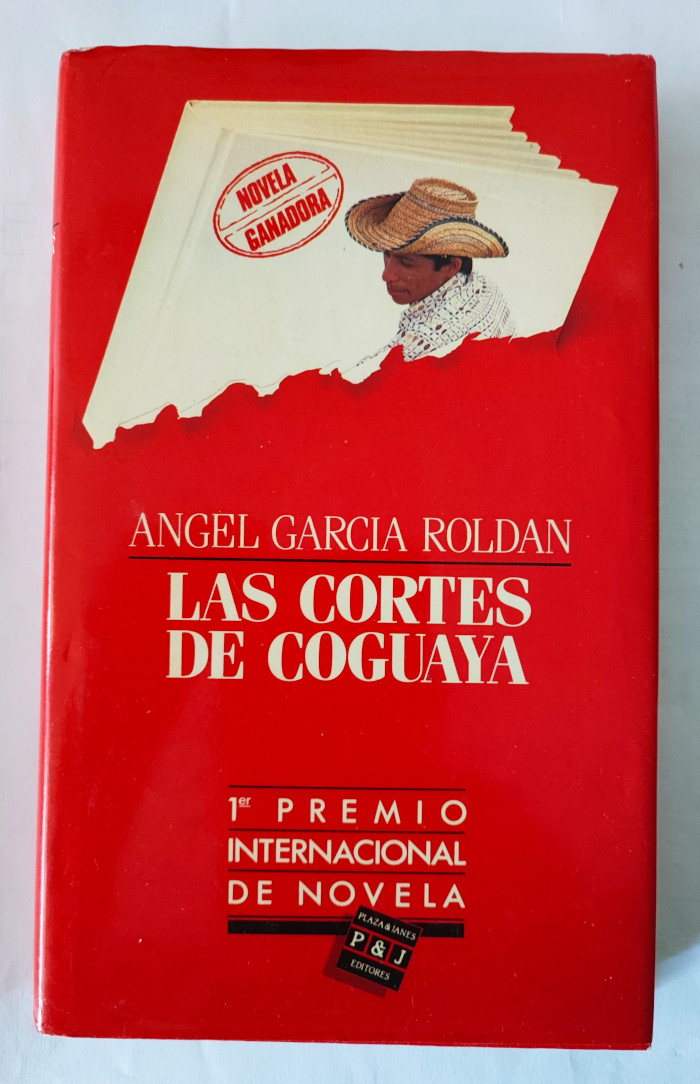 NOVELA
GANADORA
ANGEL GARCIA ROLDAN
LAS CORTES
DE COGUAYA
1er PREMIO
INTERNACIONAL
DE NOVELA
PLAZA & JANES
P & J
EDITORES